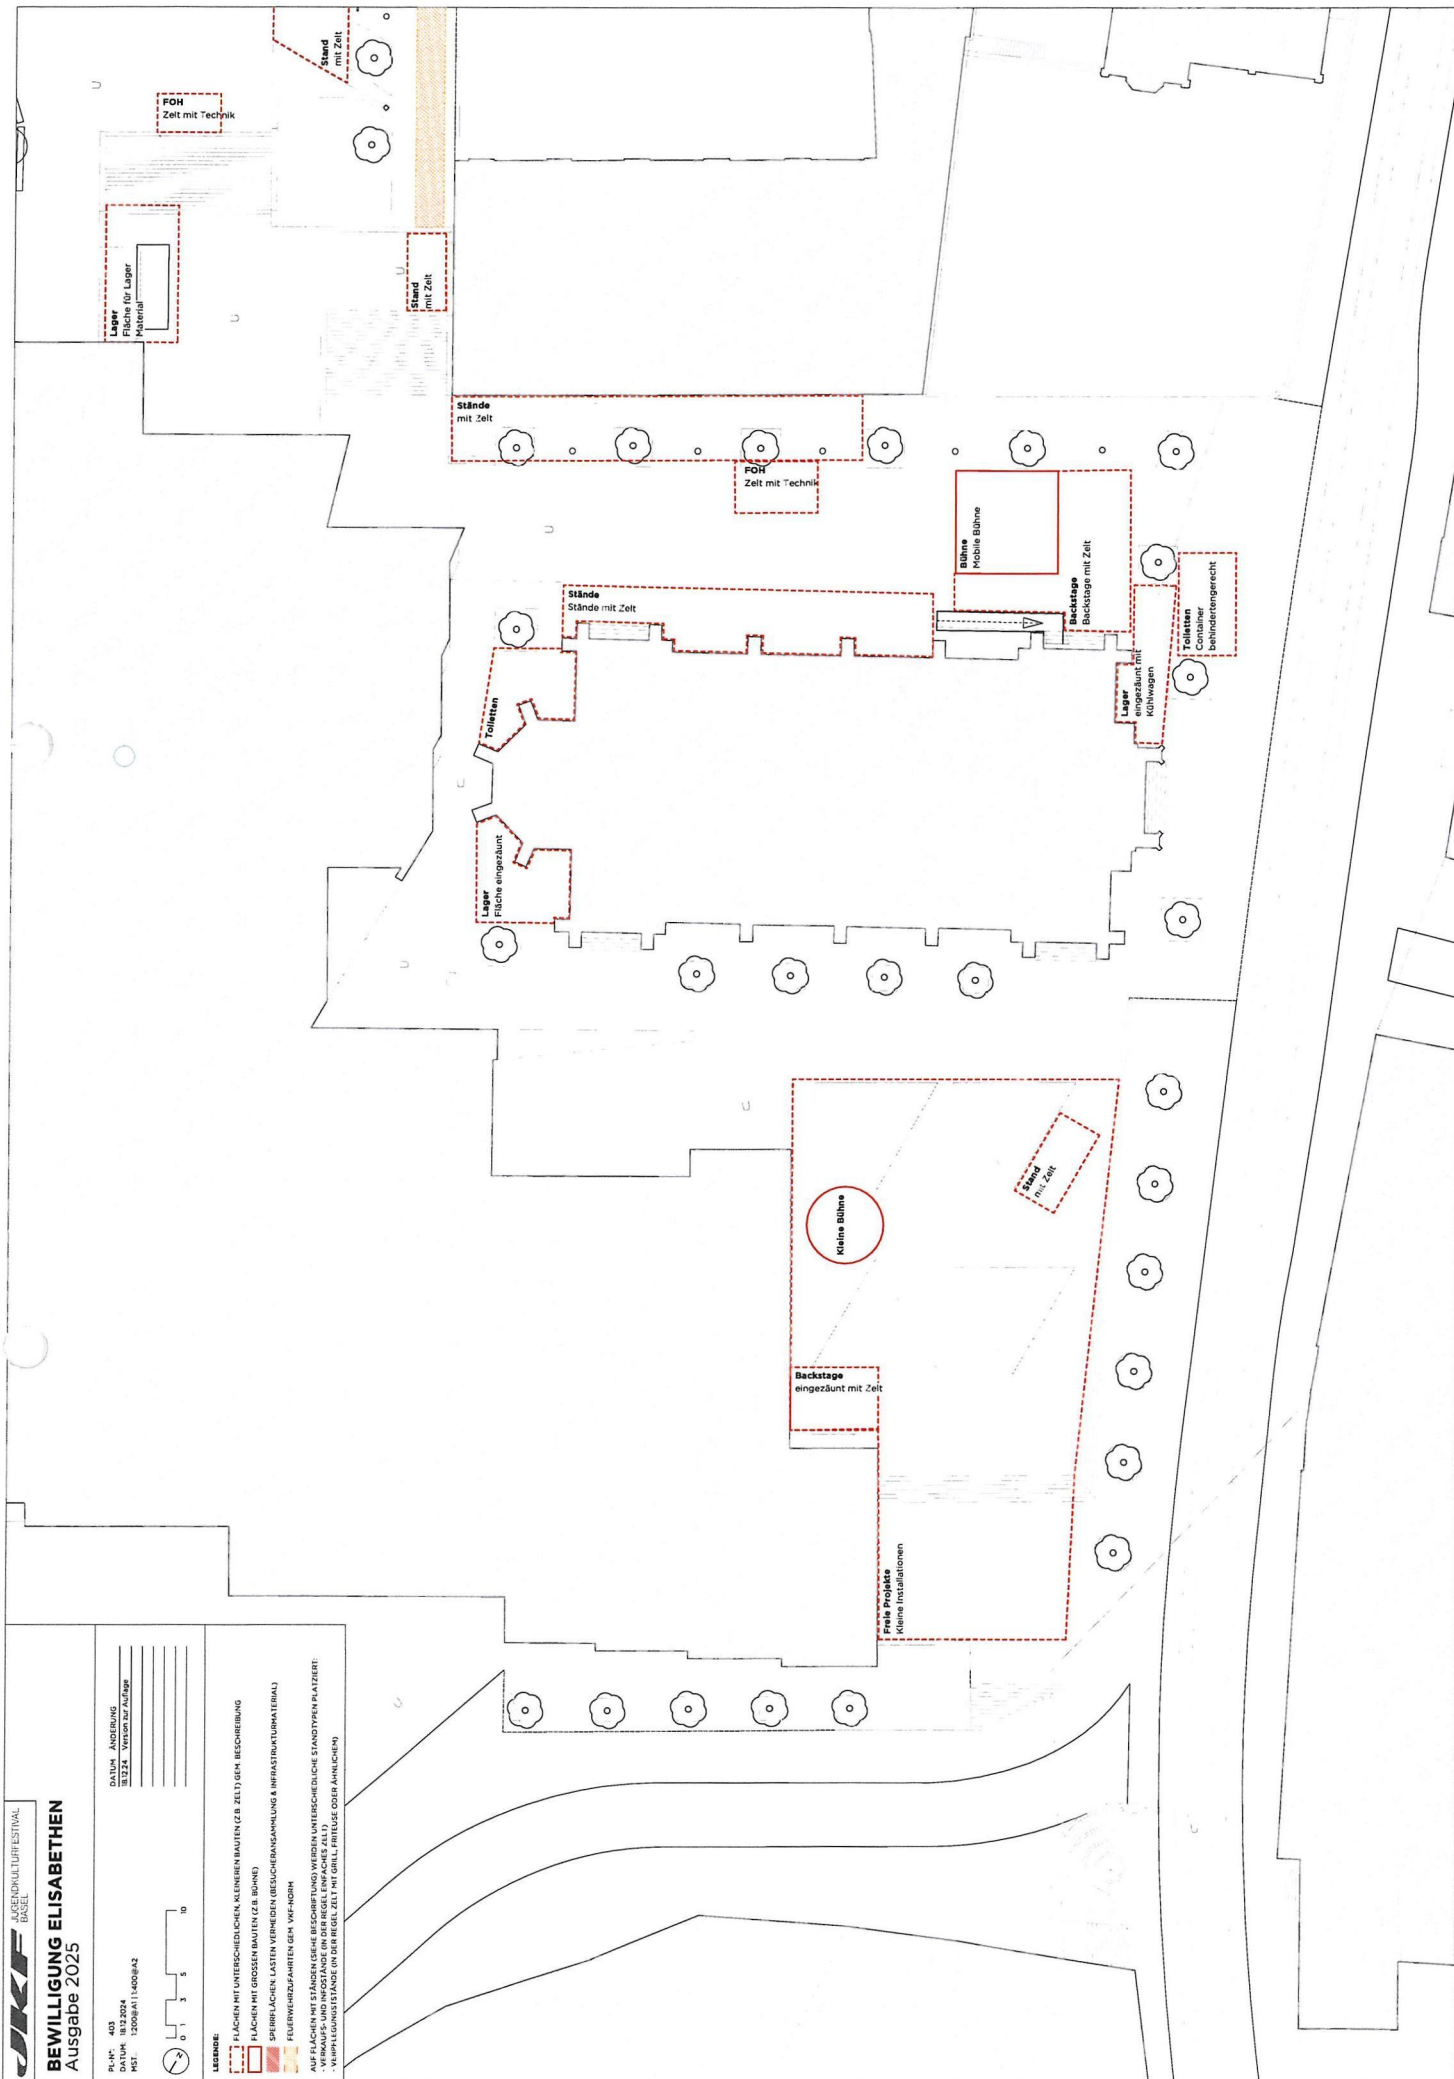 Stand
mit Zelt
FOH
Zelt mit Technik
Lager
Fläche für Lager
Material
Stand
mit Zelt
Stände
mit Zelt
FOH
Zelt mit Technik
Bühne
Mobile Bühne
Backstage
Backstage mit Zelt
Stände
Stände mit Zelt
Toiletten
Container
behindertengerecht
Toiletten
Lager
eingezäunt mit
Kühlwagen
Lager
Fläche eingezäunt
Stand
mit Zelt
Kleine Bühne
Backstage
eingezäunt mit Zelt
Freie Projekte
Kleine Installationen
JKF JUGENDKULTURFESTIVAL
BASEL
BEWILLIGUNG ELISABETHEN
Ausgabe 2025
PL-N°: 403
DATUM: 18.12.2024
MST.: 1:200@A1 | 1:400@A2
DATUM ÄNDERUNG
18.12.24 Version zur Auflage
N
0 1 3 5 10
LEGENDE:
FLÄCHEN MIT UNTERSCHIEDLICHEN, KLEINEREN BAUTEN (Z.B. ZELT) GEM. BESCHREIBUNG
FLÄCHEN MIT GROSSEN BAUTEN (Z.B. BÜHNE)
SPERRFLÄCHEN: LASTEN VERMEIDEN (BESUCHERANSAMMLUNG & INFRASTRUKTURMATERIAL)
FEUERWEHRZUFAHRTEN GEM. VKF-NORM
AUF FLÄCHEN MIT STÄNDEN (SIEHE BESCHRIFTUNG) WERDEN UNTERSCHIEDLICHE STANDTYPEN PLATZIERT:
- VERKAUFS- UND INFOSTÄNDE (IN DER REGEL EINFACHES ZELT)
- VERPFLEGUNGSSTÄNDE (IN DER REGEL ZELT MIT GRILL, FRITEUSE ODER ÄHNLICHEM)